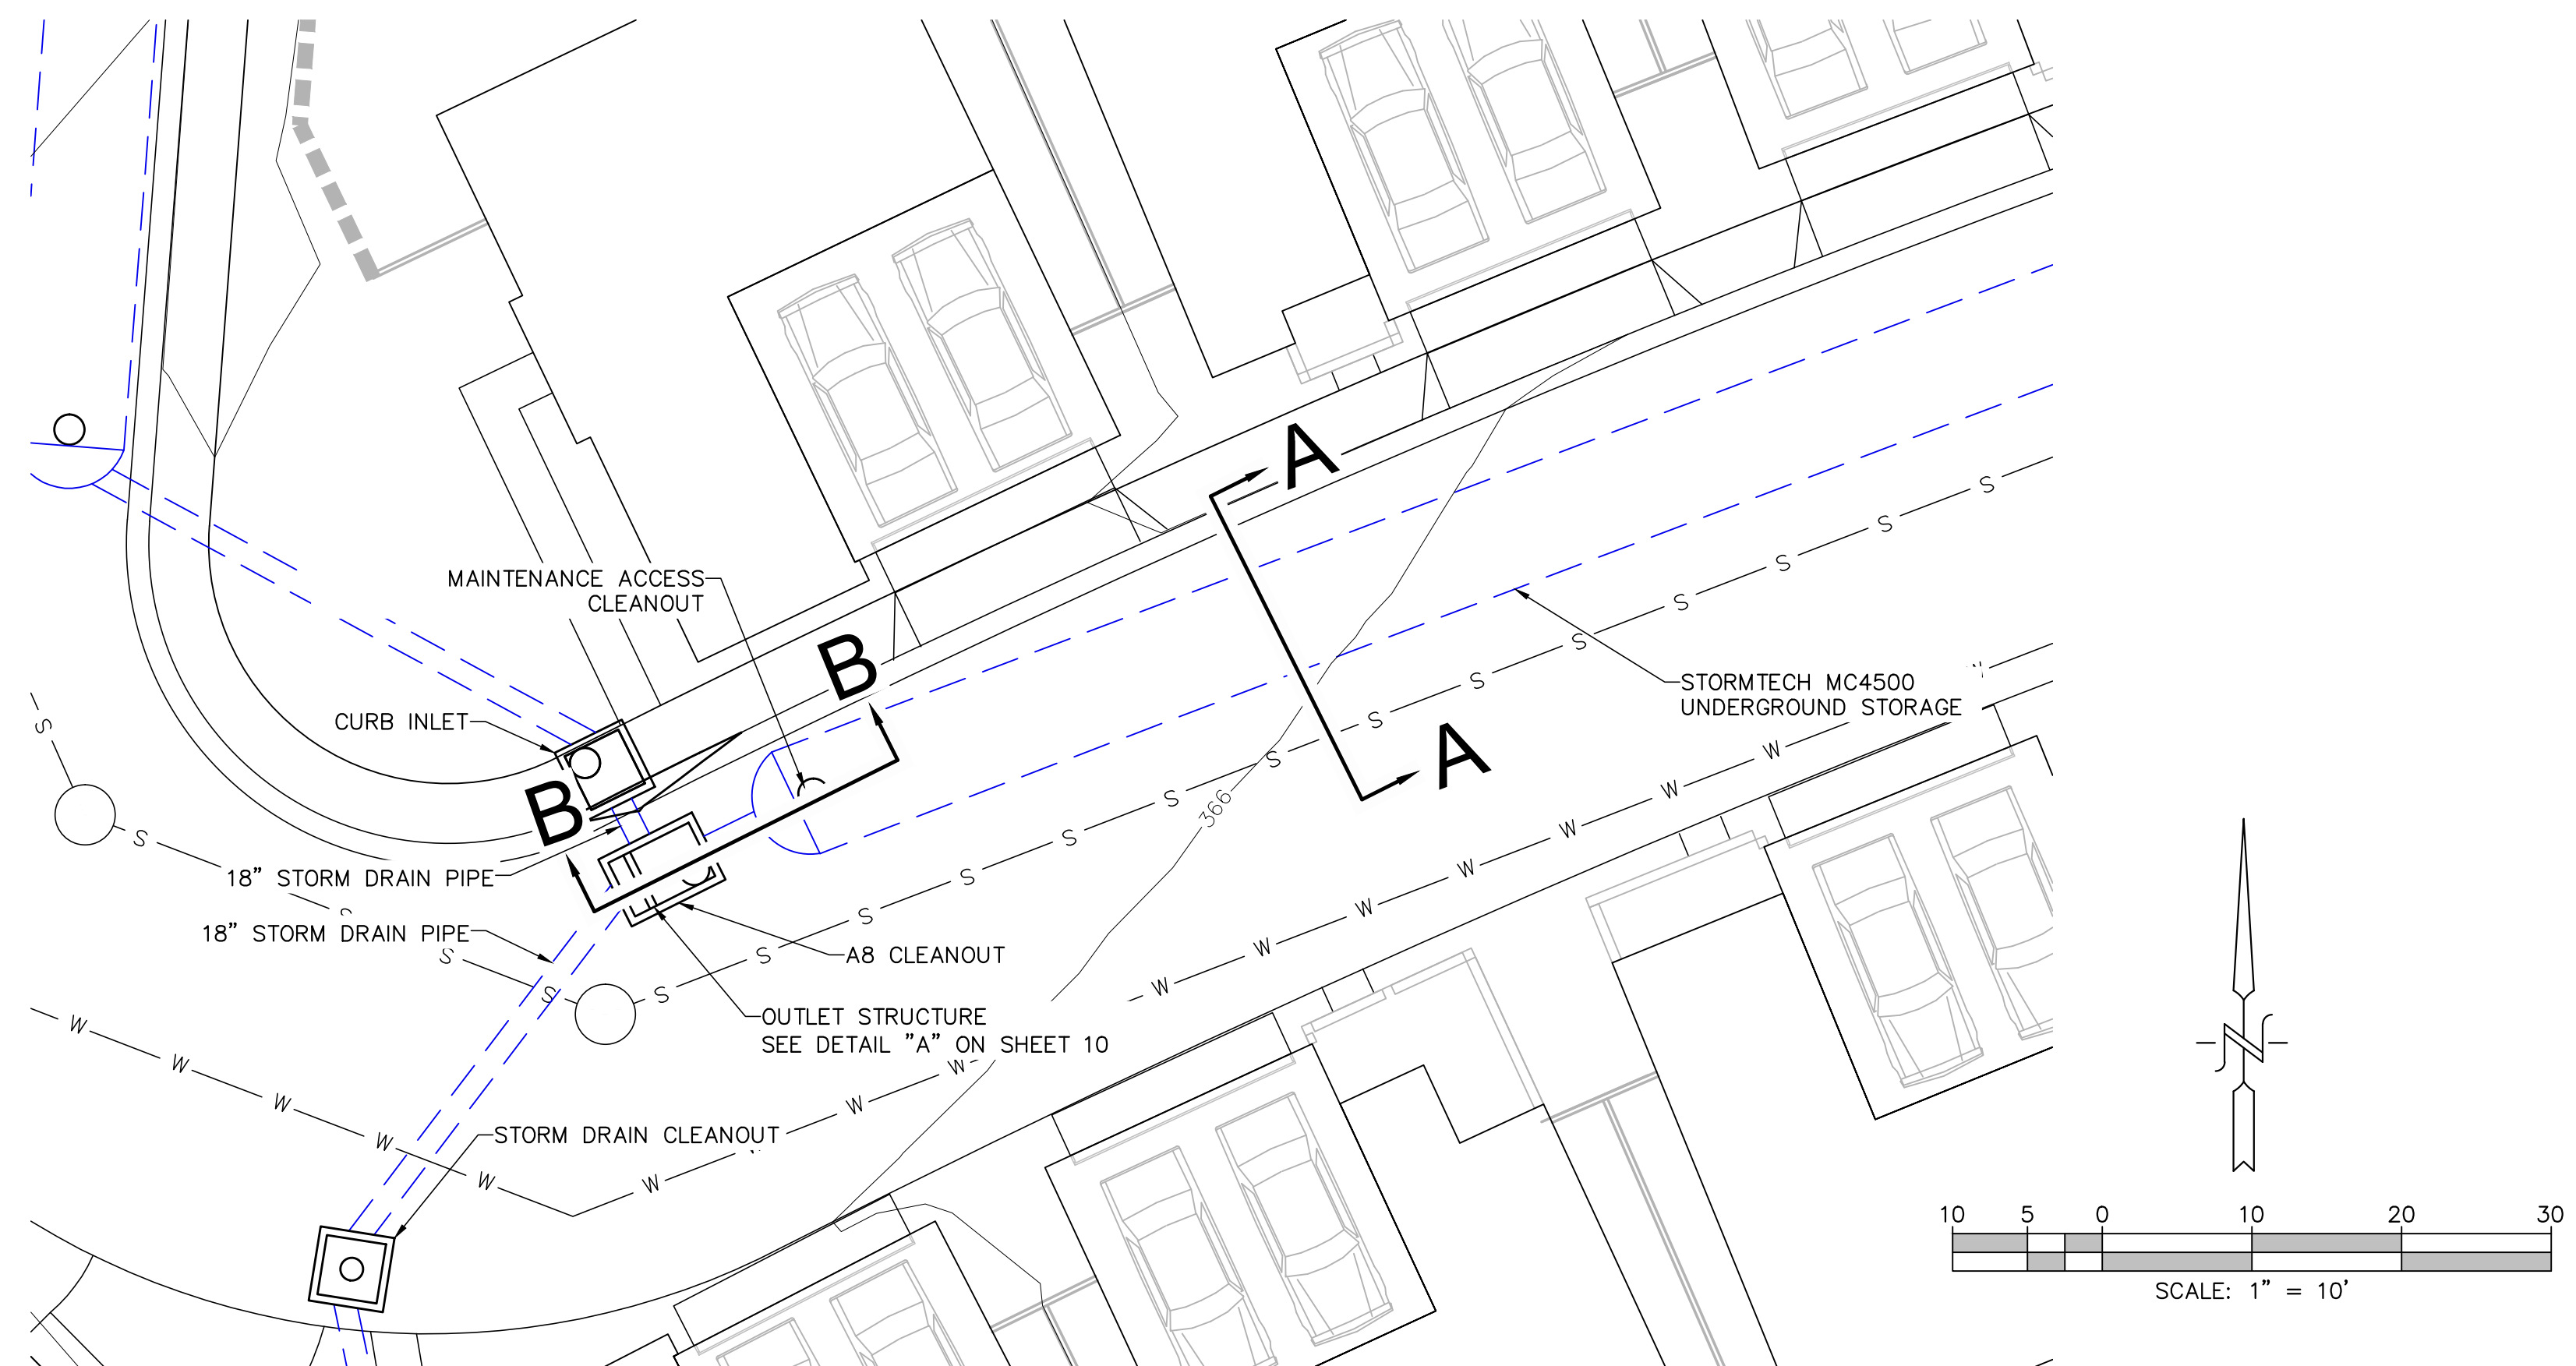 A
MAINTENANCE ACCESS
CLEANOUT
B
STORMTECH MC4500
UNDERGROUND STORAGE
CURB INLET
A
B
366
18" STORM DRAIN PIPE
18" STORM DRAIN PIPE
A8 CLEANOUT
OUTLET STRUCTURE
SEE DETAIL "A" ON SHEET 10
STORM DRAIN CLEANOUT
S S S S S S S S S S S S S
S S S S S
W W W W W W W
W W W W W W W W
N
10 5 0 10 20 30
SCALE: 1" = 10'